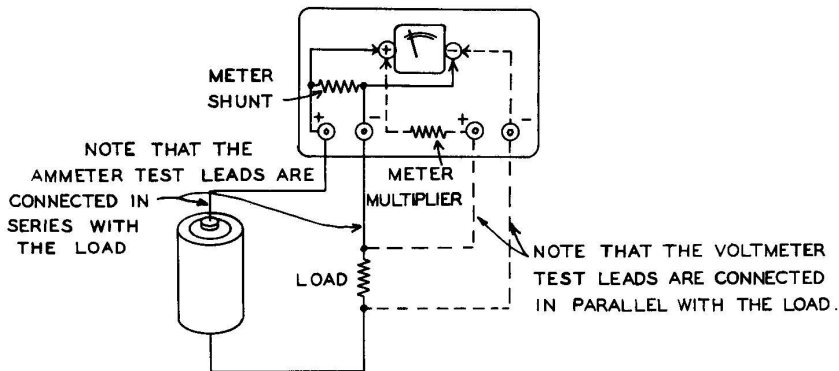 +
-
METER
SHUNT
+
-
+
-
NOTE THAT THE
AMMETER TEST LEADS ARE
CONNECTED IN
SERIES WITH
THE LOAD
METER
MULTIPLIER
LOAD
NOTE THAT THE VOLTMETER
TEST LEADS ARE CONNECTED
IN PARALLEL WITH THE LOAD.